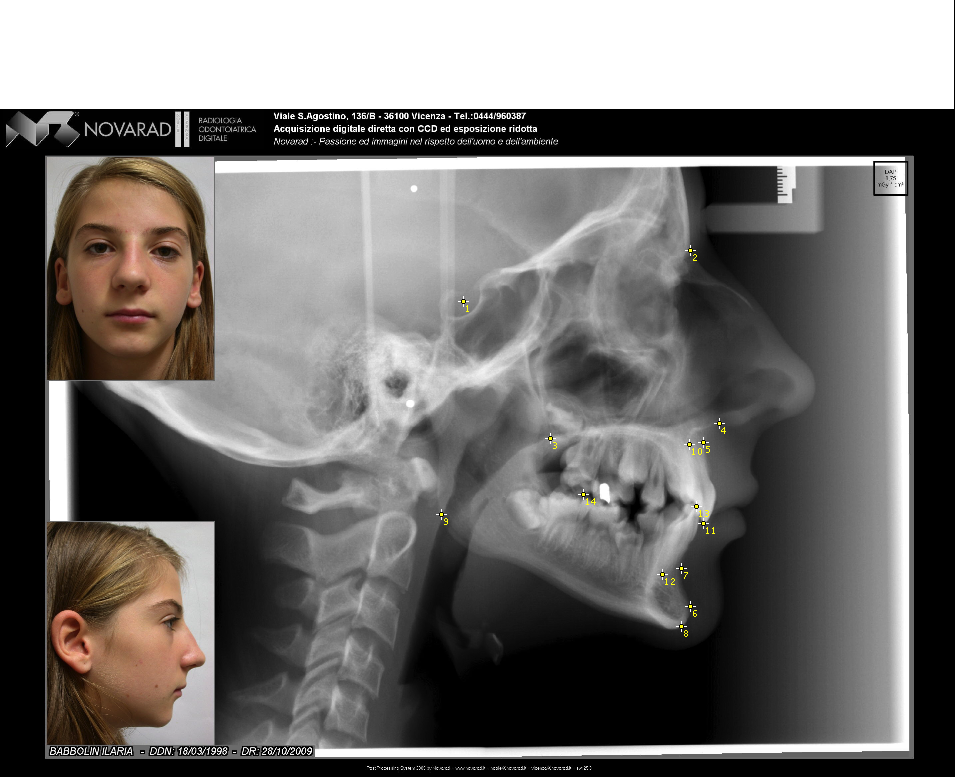 NOVARAD
RADIOLOGIA
ODONTOIATRICA
DIGITALE
Viale S.Agostino, 136/B - 36100 Vicenza - Tel.:0444/960387
Acquisizione digitale diretta con CCD ed esposizione ridotta
Novarad .- Passione ed immagini nel rispetto dell'uomo e dell'ambiente
DAP
2
1
4
3
10
5
14
13
9
11
12
7
6
8
BABBOLIN ILARIA - DDN: 18/03/1998 - DR: 28/10/2009